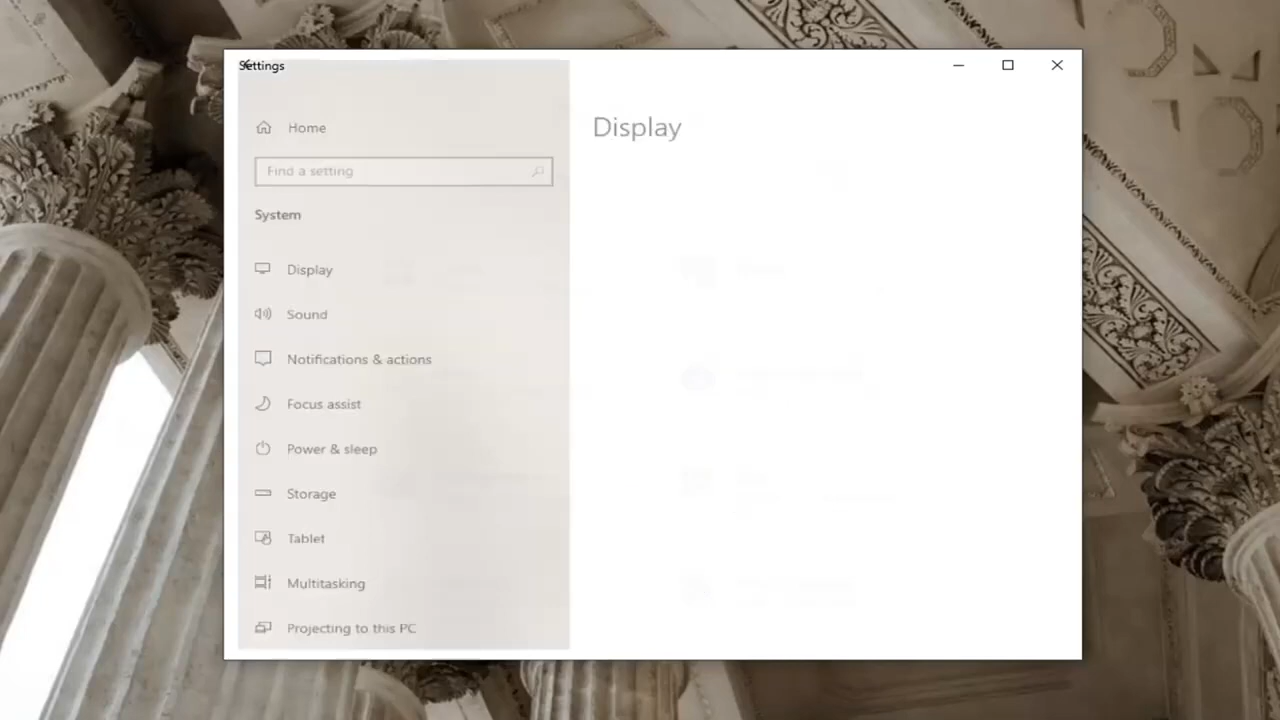 Settings
Home
Find a setting
System
Display
Sound
Notifications & actions
Focus assist
Power & sleep
Storage
Tablet
Multitasking
Projecting to this PC
Display